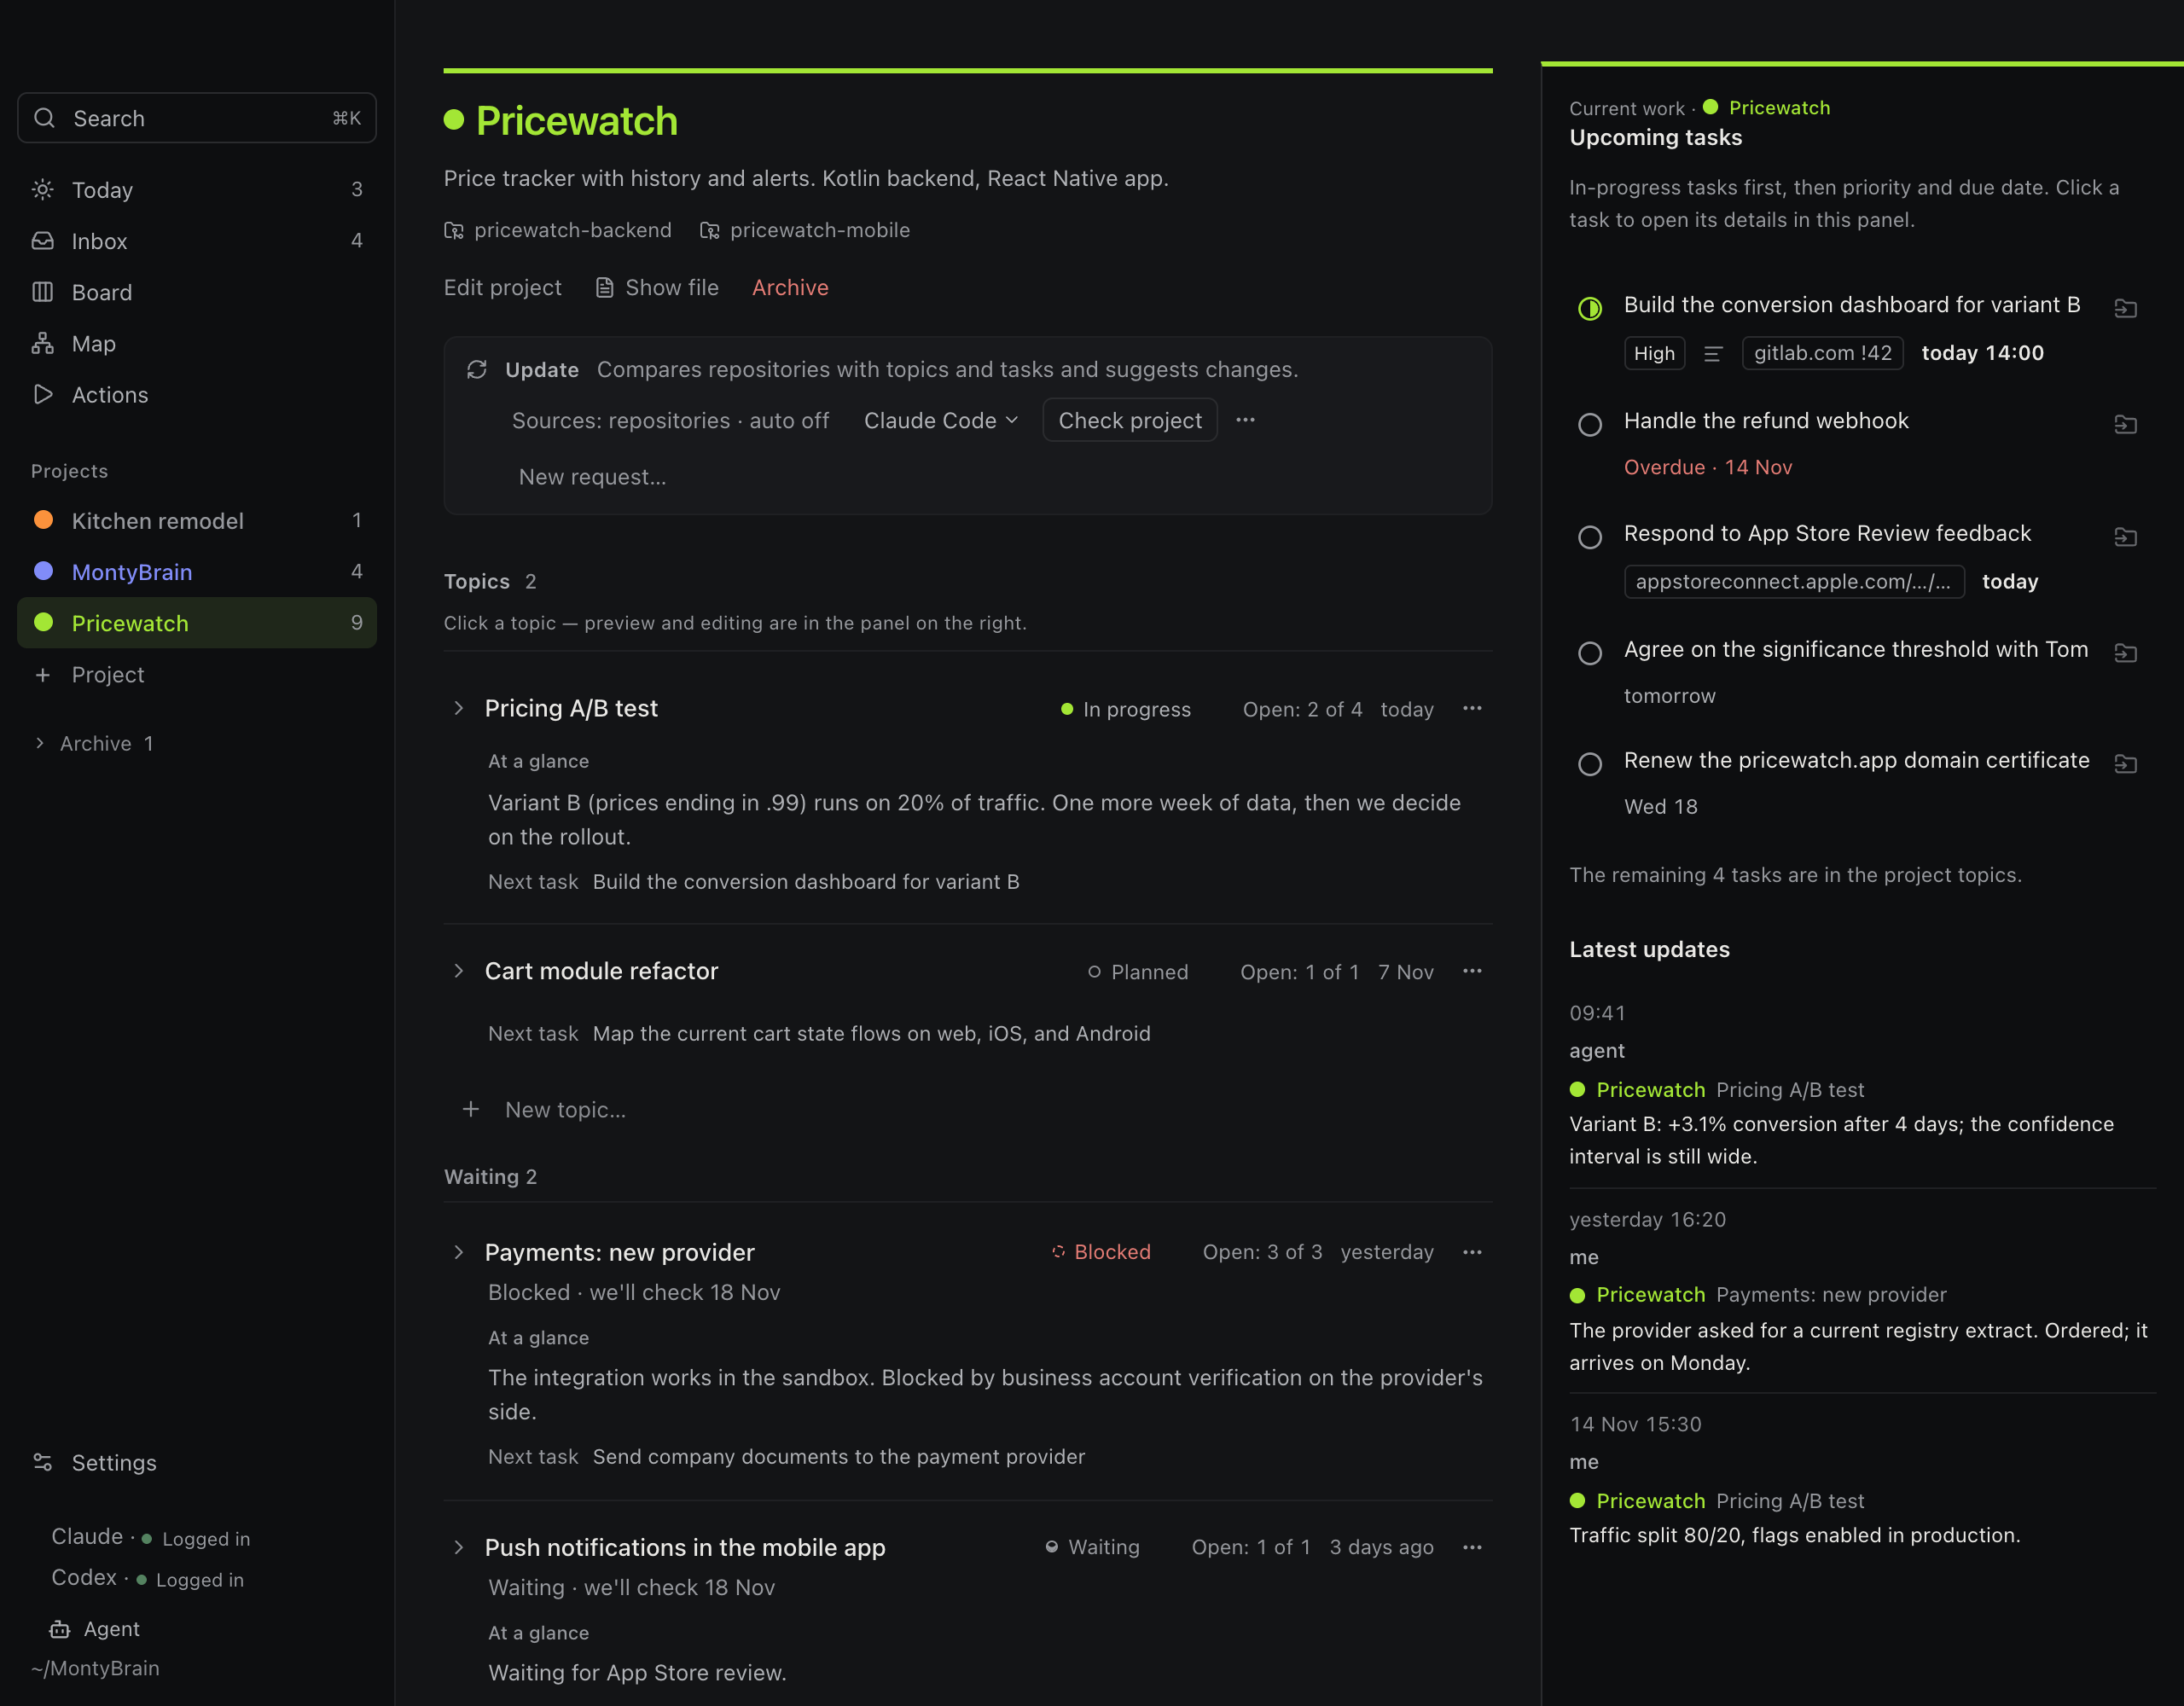 Search ⌘K
Today 3
Inbox 4
Board
Map
Actions
Projects
Kitchen remodel 1
MontyBrain 4
Pricewatch 9
+ Project
Archive 1
Settings
Claude · Logged in
Codex · Logged in
Agent
~/MontyBrain
Pricewatch
Price tracker with history and alerts. Kotlin backend, React Native app.
pricewatch-backend pricewatch-mobile
Edit project Show file Archive
Update Compares repositories with topics and tasks and suggests changes.
Sources: repositories · auto off Claude Code Check project ···
New request...
Topics 2
Click a topic — preview and editing are in the panel on the right.
Pricing A/B test In progress Open: 2 of 4 today ···
At a glance
Variant B (prices ending in .99) runs on 20% of traffic. One more week of data, then we decide
on the rollout.
Next task Build the conversion dashboard for variant B
Cart module refactor Planned Open: 1 of 1 7 Nov ···
Next task Map the current cart state flows on web, iOS, and Android
+ New topic...
Waiting 2
Payments: new provider Blocked Open: 3 of 3 yesterday ···
Blocked · we'll check 18 Nov
At a glance
The integration works in the sandbox. Blocked by business account verification on the provider's
side.
Next task Send company documents to the payment provider
Push notifications in the mobile app Waiting Open: 1 of 1 3 days ago ···
Waiting · we'll check 18 Nov
At a glance
Waiting for App Store review.
Current work · Pricewatch
Upcoming tasks
In-progress tasks first, then priority and due date. Click a
task to open its details in this panel.
Build the conversion dashboard for variant B
High gitlab.com !42 today 14:00
Handle the refund webhook
Overdue · 14 Nov
Respond to App Store Review feedback
appstoreconnect.apple.com/.../... today
Agree on the significance threshold with Tom
tomorrow
Renew the pricewatch.app domain certificate
Wed 18
The remaining 4 tasks are in the project topics.
Latest updates
09:41
agent
Pricewatch Pricing A/B test
Variant B: +3.1% conversion after 4 days; the confidence
interval is still wide.
yesterday 16:20
me
Pricewatch Payments: new provider
The provider asked for a current registry extract. Ordered; it
arrives on Monday.
14 Nov 15:30
me
Pricewatch Pricing A/B test
Traffic split 80/20, flags enabled in production.